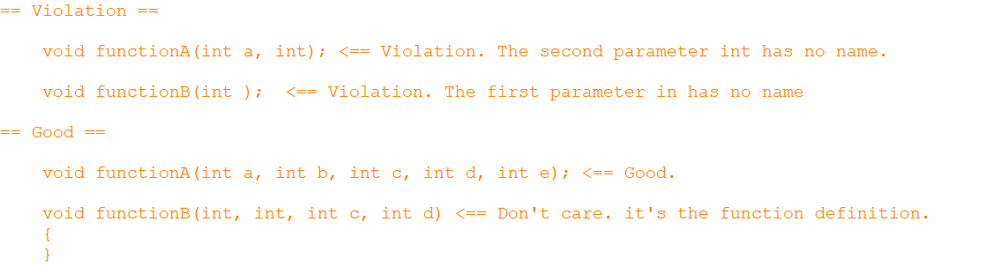 == Violation ==
void functionA(int a, int); <== Violation. The second parameter int has no name.
void functionB(int ); <== Violation. The first parameter in has no name
== Good ==
void functionA(int a, int b, int c, int d, int e); <== Good.
void functionB(int, int, int c, int d) <== Don't care. it's the function definition.
{
}